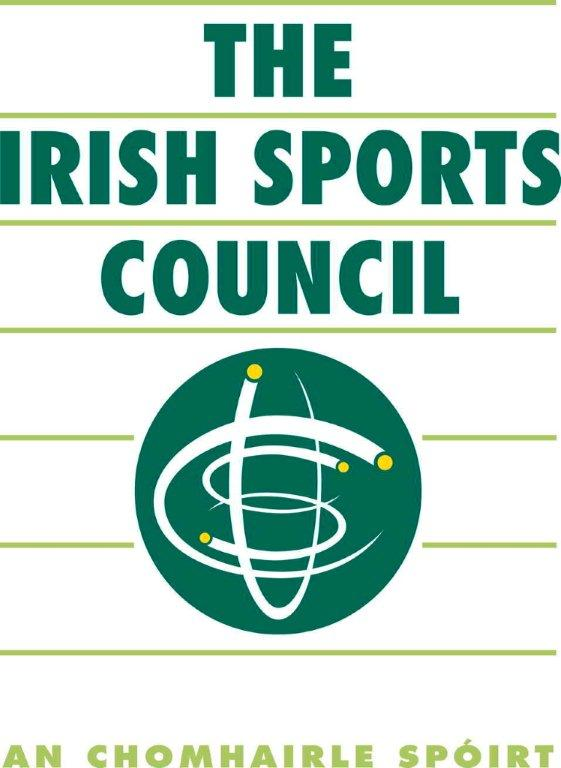 THE
IRISH SPORTS
COUNCIL
AN CHOMHAIRLE SPÓIRT